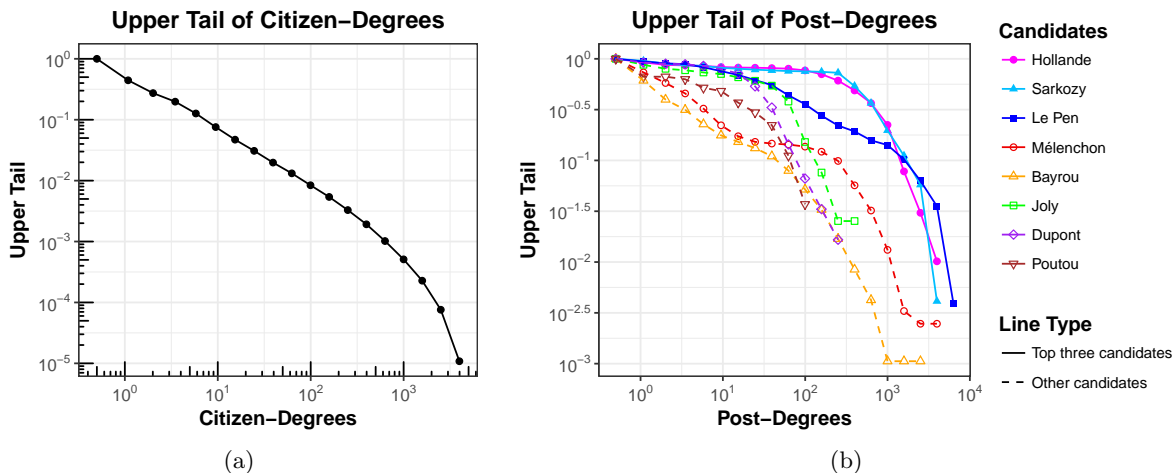 Upper Tail of Citizen−Degrees
Upper Tail
10^0
10^−1
10^−2
10^−3
10^−4
10^−5
10^0 10^1 10^2 10^3
Citizen−Degrees
(a)
Upper Tail of Post−Degrees
Upper Tail
10^0
10^−0.5
10^−1
10^−1.5
10^−2
10^−2.5
10^−3
10^0 10^1 10^2 10^3 10^4
Post−Degrees
(b)
Candidates
Hollande
Sarkozy
Le Pen
Mélenchon
Bayrou
Joly
Dupont
Poutou
Line Type
Top three candidates
Other candidates